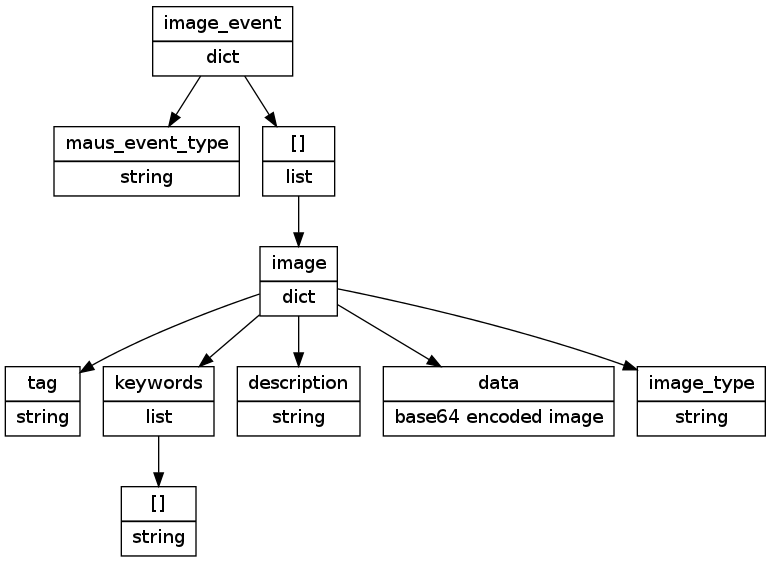 image_event
dict
maus_event_type
string
[]
list
image
dict
tag
string
keywords
list
description
string
data
base64 encoded image
image_type
string
[]
string